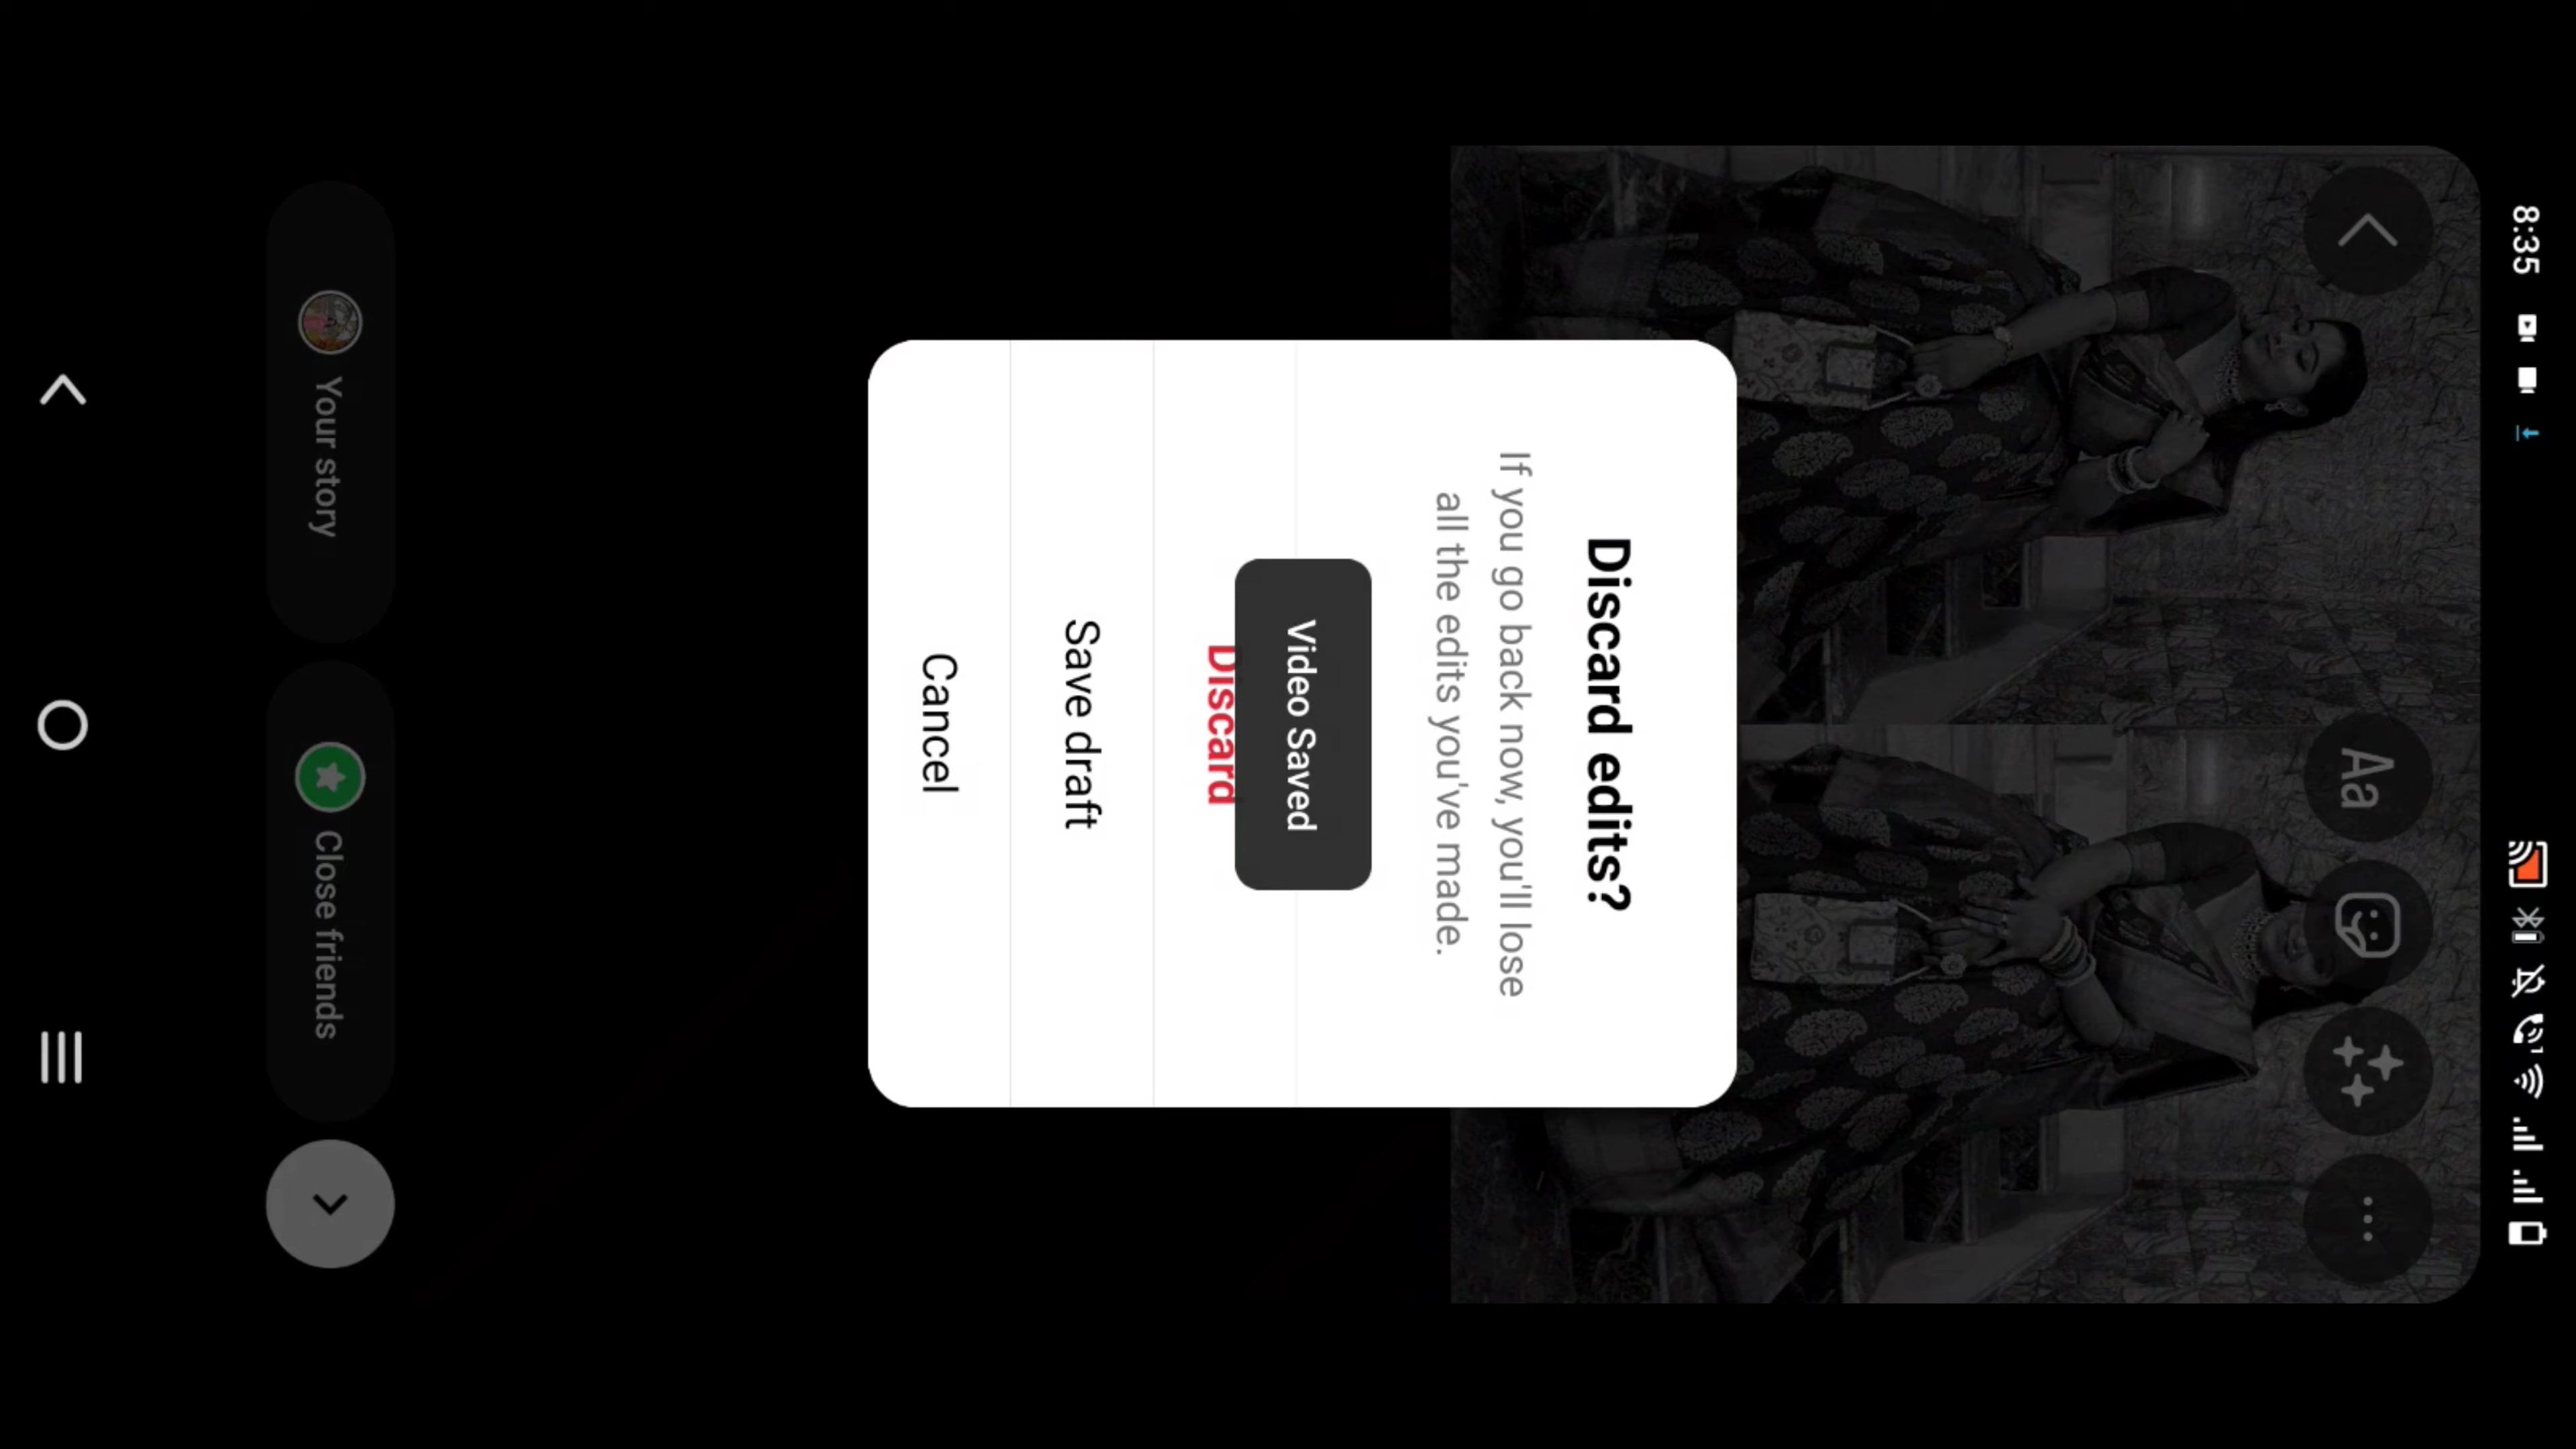 8:35
Aa
Discard edits?
If you go back now, you'll lose
all the edits you've made.
Video Saved
Discard
Save draft
Cancel
Your story
Close friends